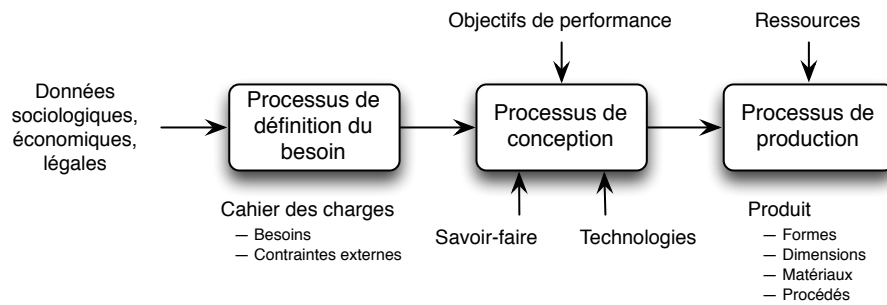 Objectifs de performance
Ressources
Données
sociologiques,
économiques,
légales
Processus de
définition du
besoin
Processus de
conception
Processus de
production
Cahier des charges
— Besoins
— Contraintes externes
Savoir-faire
Technologies
Produit
— Formes
— Dimensions
— Matériaux
— Procédés